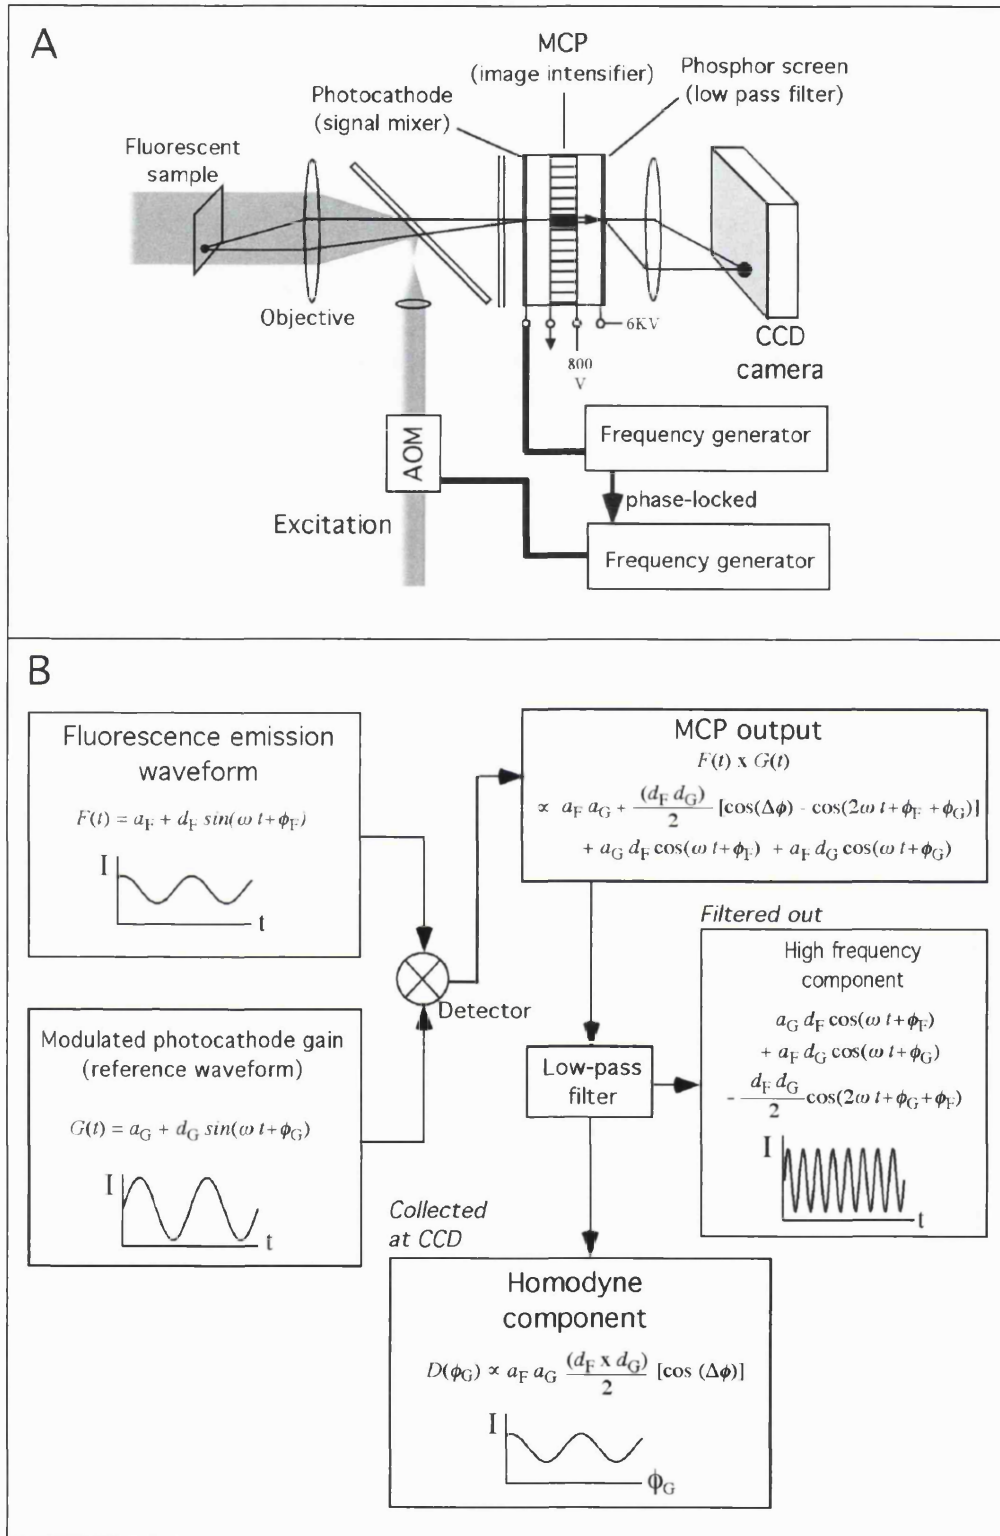 A
MCP
(image intensifier)
Phosphor screen
(low pass filter)
Photocathode
(signal mixer)
Fluorescent
sample
Objective
6KV
800
V
CCD
camera
AOM
Frequency generator
phase-locked
Excitation
Frequency generator
B
Fluorescence emission
waveform
F(t) = a_F + d_F sin(ω t+ϕ_F)
I
t
MCP output
F(t) x G(t)
∝ a_F a_G + (d_F d_G)/2 [cos(Δϕ) - cos(2ω t+ϕ_F +ϕ_G)]
+ a_G d_F cos(ω t+ϕ_F) + a_F d_G cos(ω t+ϕ_G)
Detector
Modulated photocathode gain
(reference waveform)
G(t) = a_G + d_G sin(ω t+ϕ_G)
I
t
Low-pass
filter
Filtered out
High frequency
component
a_G d_F cos(ω t+ϕ_F)
+ a_F d_G cos(ω t+ϕ_G)
- d_F d_G/2 cos(2ω t+ϕ_G+ϕ_F)
I
t
Collected
at CCD
Homodyne
component
D(ϕ_G) ∝ a_F a_G (d_F x d_G)/2 [cos (Δϕ)]
I
ϕ_G